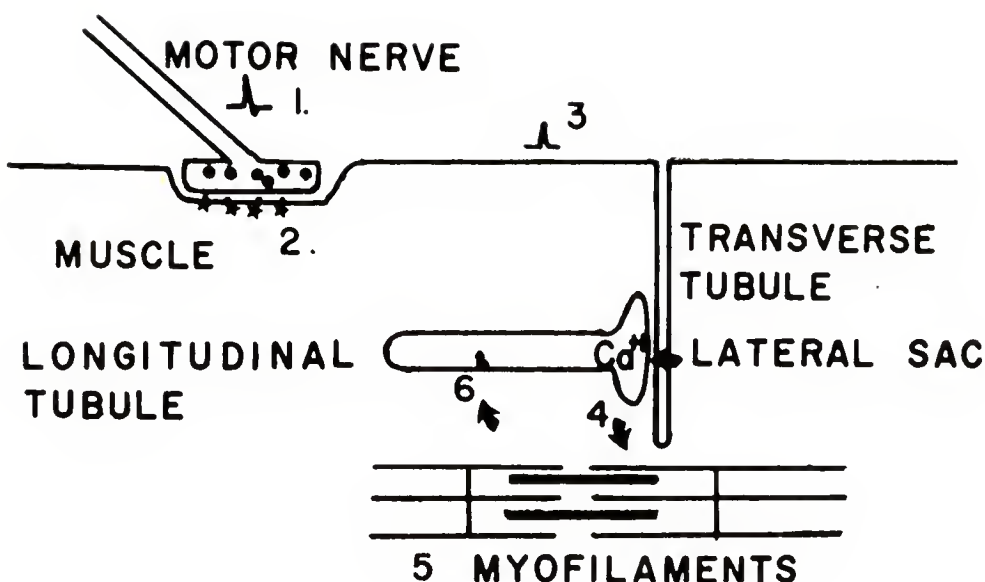 MOTOR NERVE
1.
3
2.
MUSCLE
TRANSVERSE
TUBULE
LONGITUDINAL
TUBULE
Ca++
LATERAL SAC
6
4
5 MYOFILAMENTS